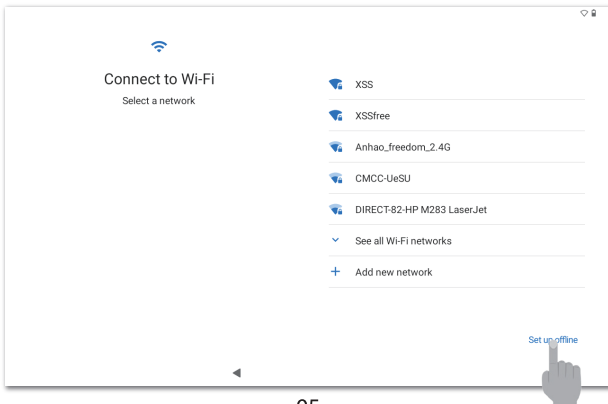 Connect to Wi-Fi
Select a network
XSS
XSSfree
Anhao_freedom_2.4G
CMCC-UeSU
DIRECT-82-HP M283 LaserJet
See all Wi-Fi networks
Add new network
Set up offline